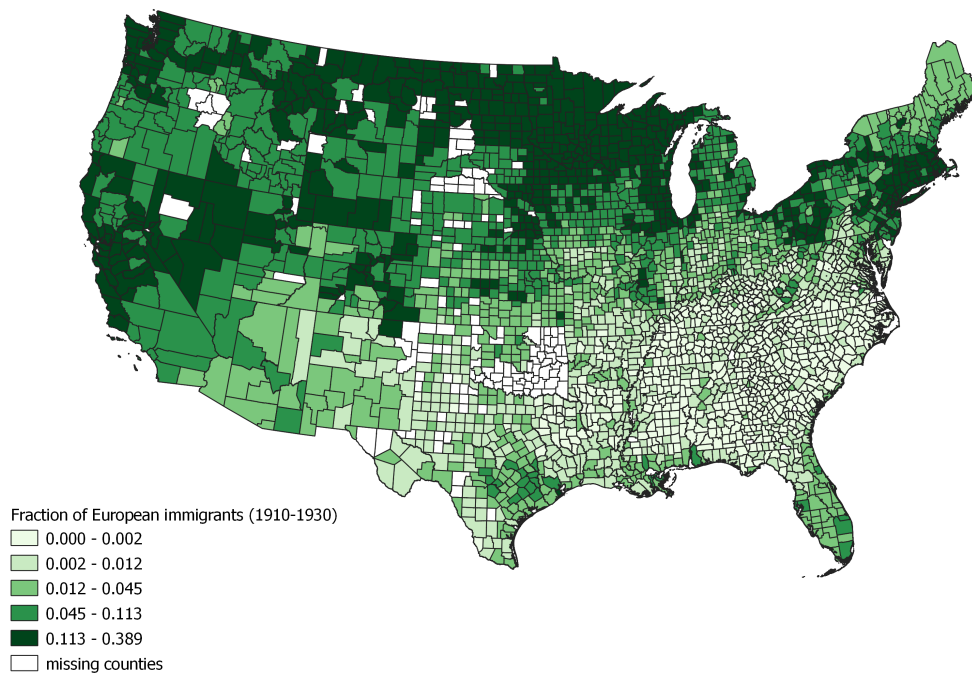 Fraction of European immigrants (1910-1930)
0.000 - 0.002
0.002 - 0.012
0.012 - 0.045
0.045 - 0.113
0.113 - 0.389
missing counties